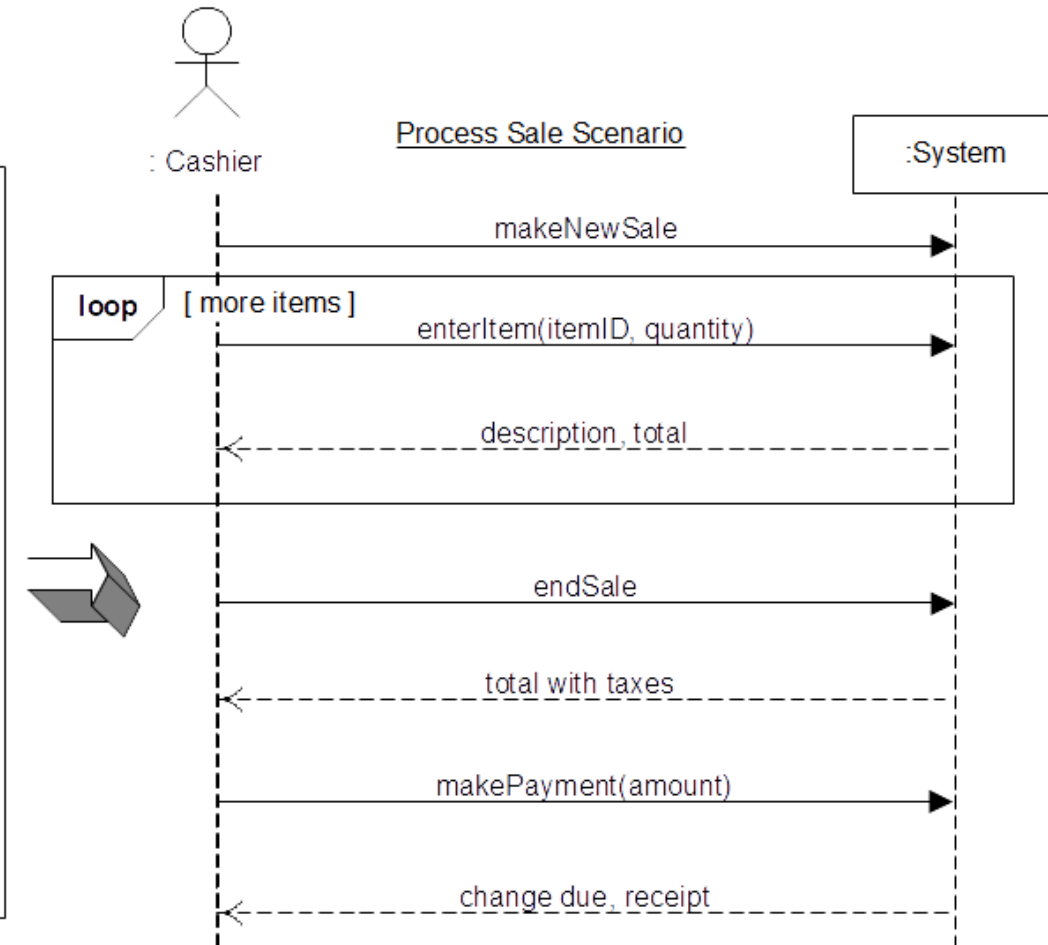 Process Sale Scenario
: Cashier
:System
makeNewSale
loop
[ more items ]
enterItem(itemID, quantity)
description, total
endSale
total with taxes
makePayment(amount)
change due, receipt